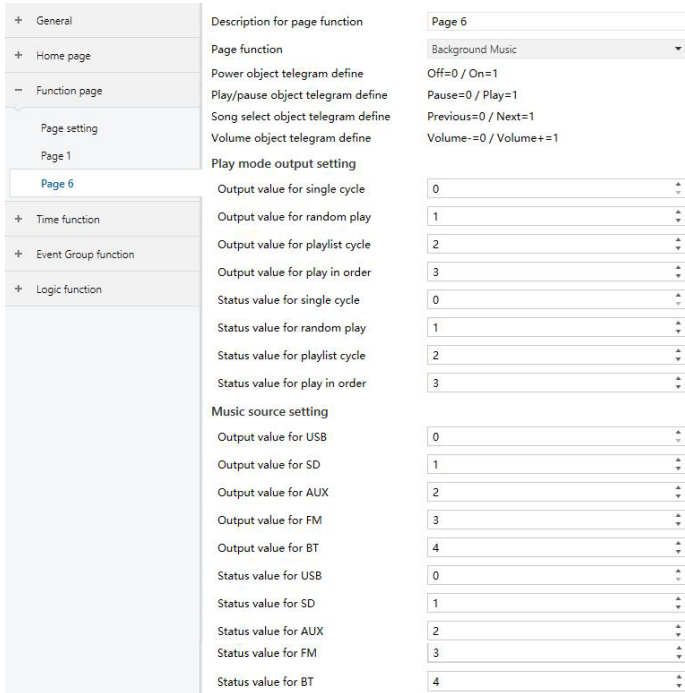 + General
+ Home page
− Function page
Page setting
Page 1
Page 6
+ Time function
+ Event Group function
+ Logic function
Description for page function Page 6
Page function Background Music
Power object telegram define Off=0 / On=1
Play/pause object telegram define Pause=0 / Play=1
Song select object telegram define Previous=0 / Next=1
Volume object telegram define Volume-=0 / Volume+=1
Play mode output setting
Output value for single cycle 0
Output value for random play 1
Output value for playlist cycle 2
Output value for play in order 3
Status value for single cycle 0
Status value for random play 1
Status value for playlist cycle 2
Status value for play in order 3
Music source setting
Output value for USB 0
Output value for SD 1
Output value for AUX 2
Output value for FM 3
Output value for BT 4
Status value for USB 0
Status value for SD 1
Status value for AUX 2
Status value for FM 3
Status value for BT 4